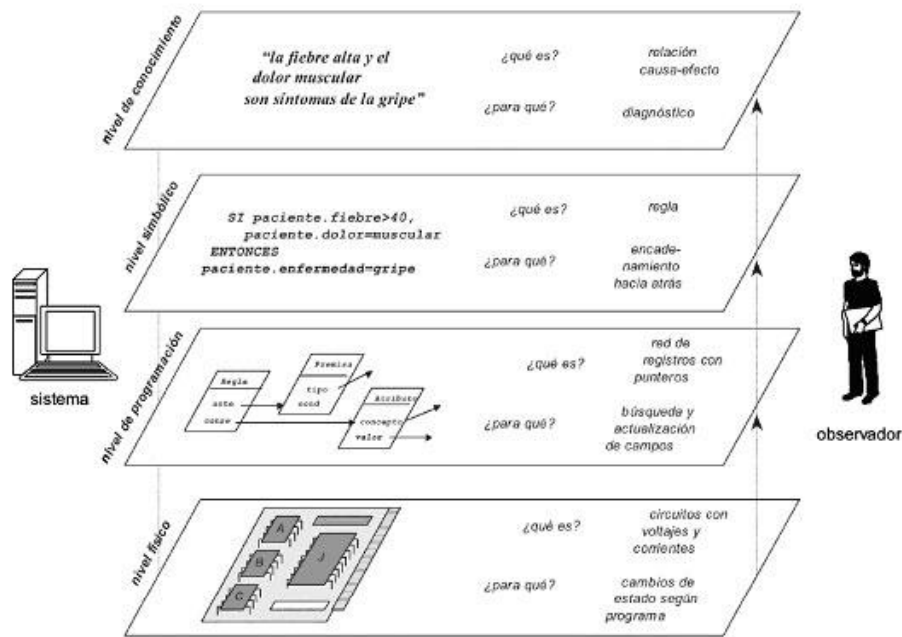 nivel de conocimiento
“la fiebre alta y el
dolor muscular
son síntomas de la gripe”
¿qué es?
relación
causa-efecto
¿para qué?
diagnóstico
nivel simbólico
SI paciente.fiebre>40,
paciente.dolor=muscular
ENTONCES
paciente.enfermedad=gripe
¿qué es?
regla
¿para qué?
encade-
namiento
hacia atrás
sistema
observador
nivel de programación
Regla
ante
conse
Premisa
tipo
cond
Atributo
concepto
valor
¿qué es?
red de
registros con
punteros
¿para qué?
búsqueda y
actualización
de campos
nivel físico
A
B
C
J
¿qué es?
circuitos con
voltajes y
corrientes
¿para qué?
cambios de
estado según
programa